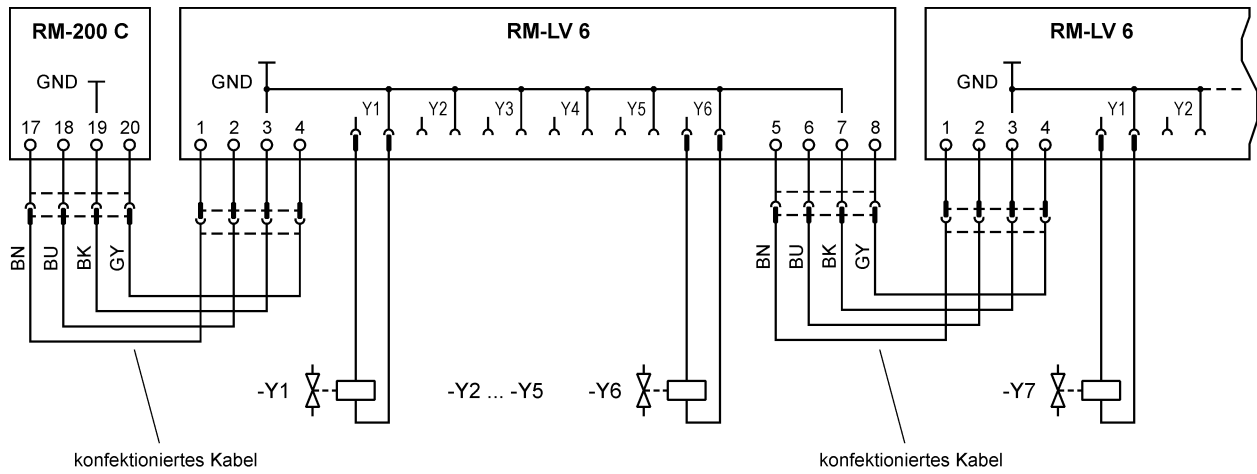 RM-200 C
RM-LV 6
RM-LV 6
GND
GND
GND
Y1 Y2 Y3 Y4 Y5 Y6
Y1 Y2
17 18 19 20
1 2 3 4
5 6 7 8
1 2 3 4
BN BU BK GY
BN BU BK GY
-Y1
-Y2 ... -Y5
-Y6
-Y7
konfektioniertes Kabel
konfektioniertes Kabel